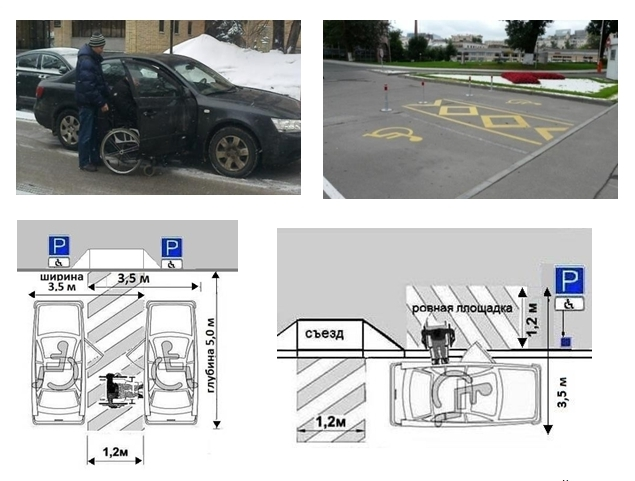 P
P
ширина
3,5 м
3,5 м
глубина 5,0 м
1,2м
P
ровная площадка
съезд
1,2 м
3,5 м
1,2м